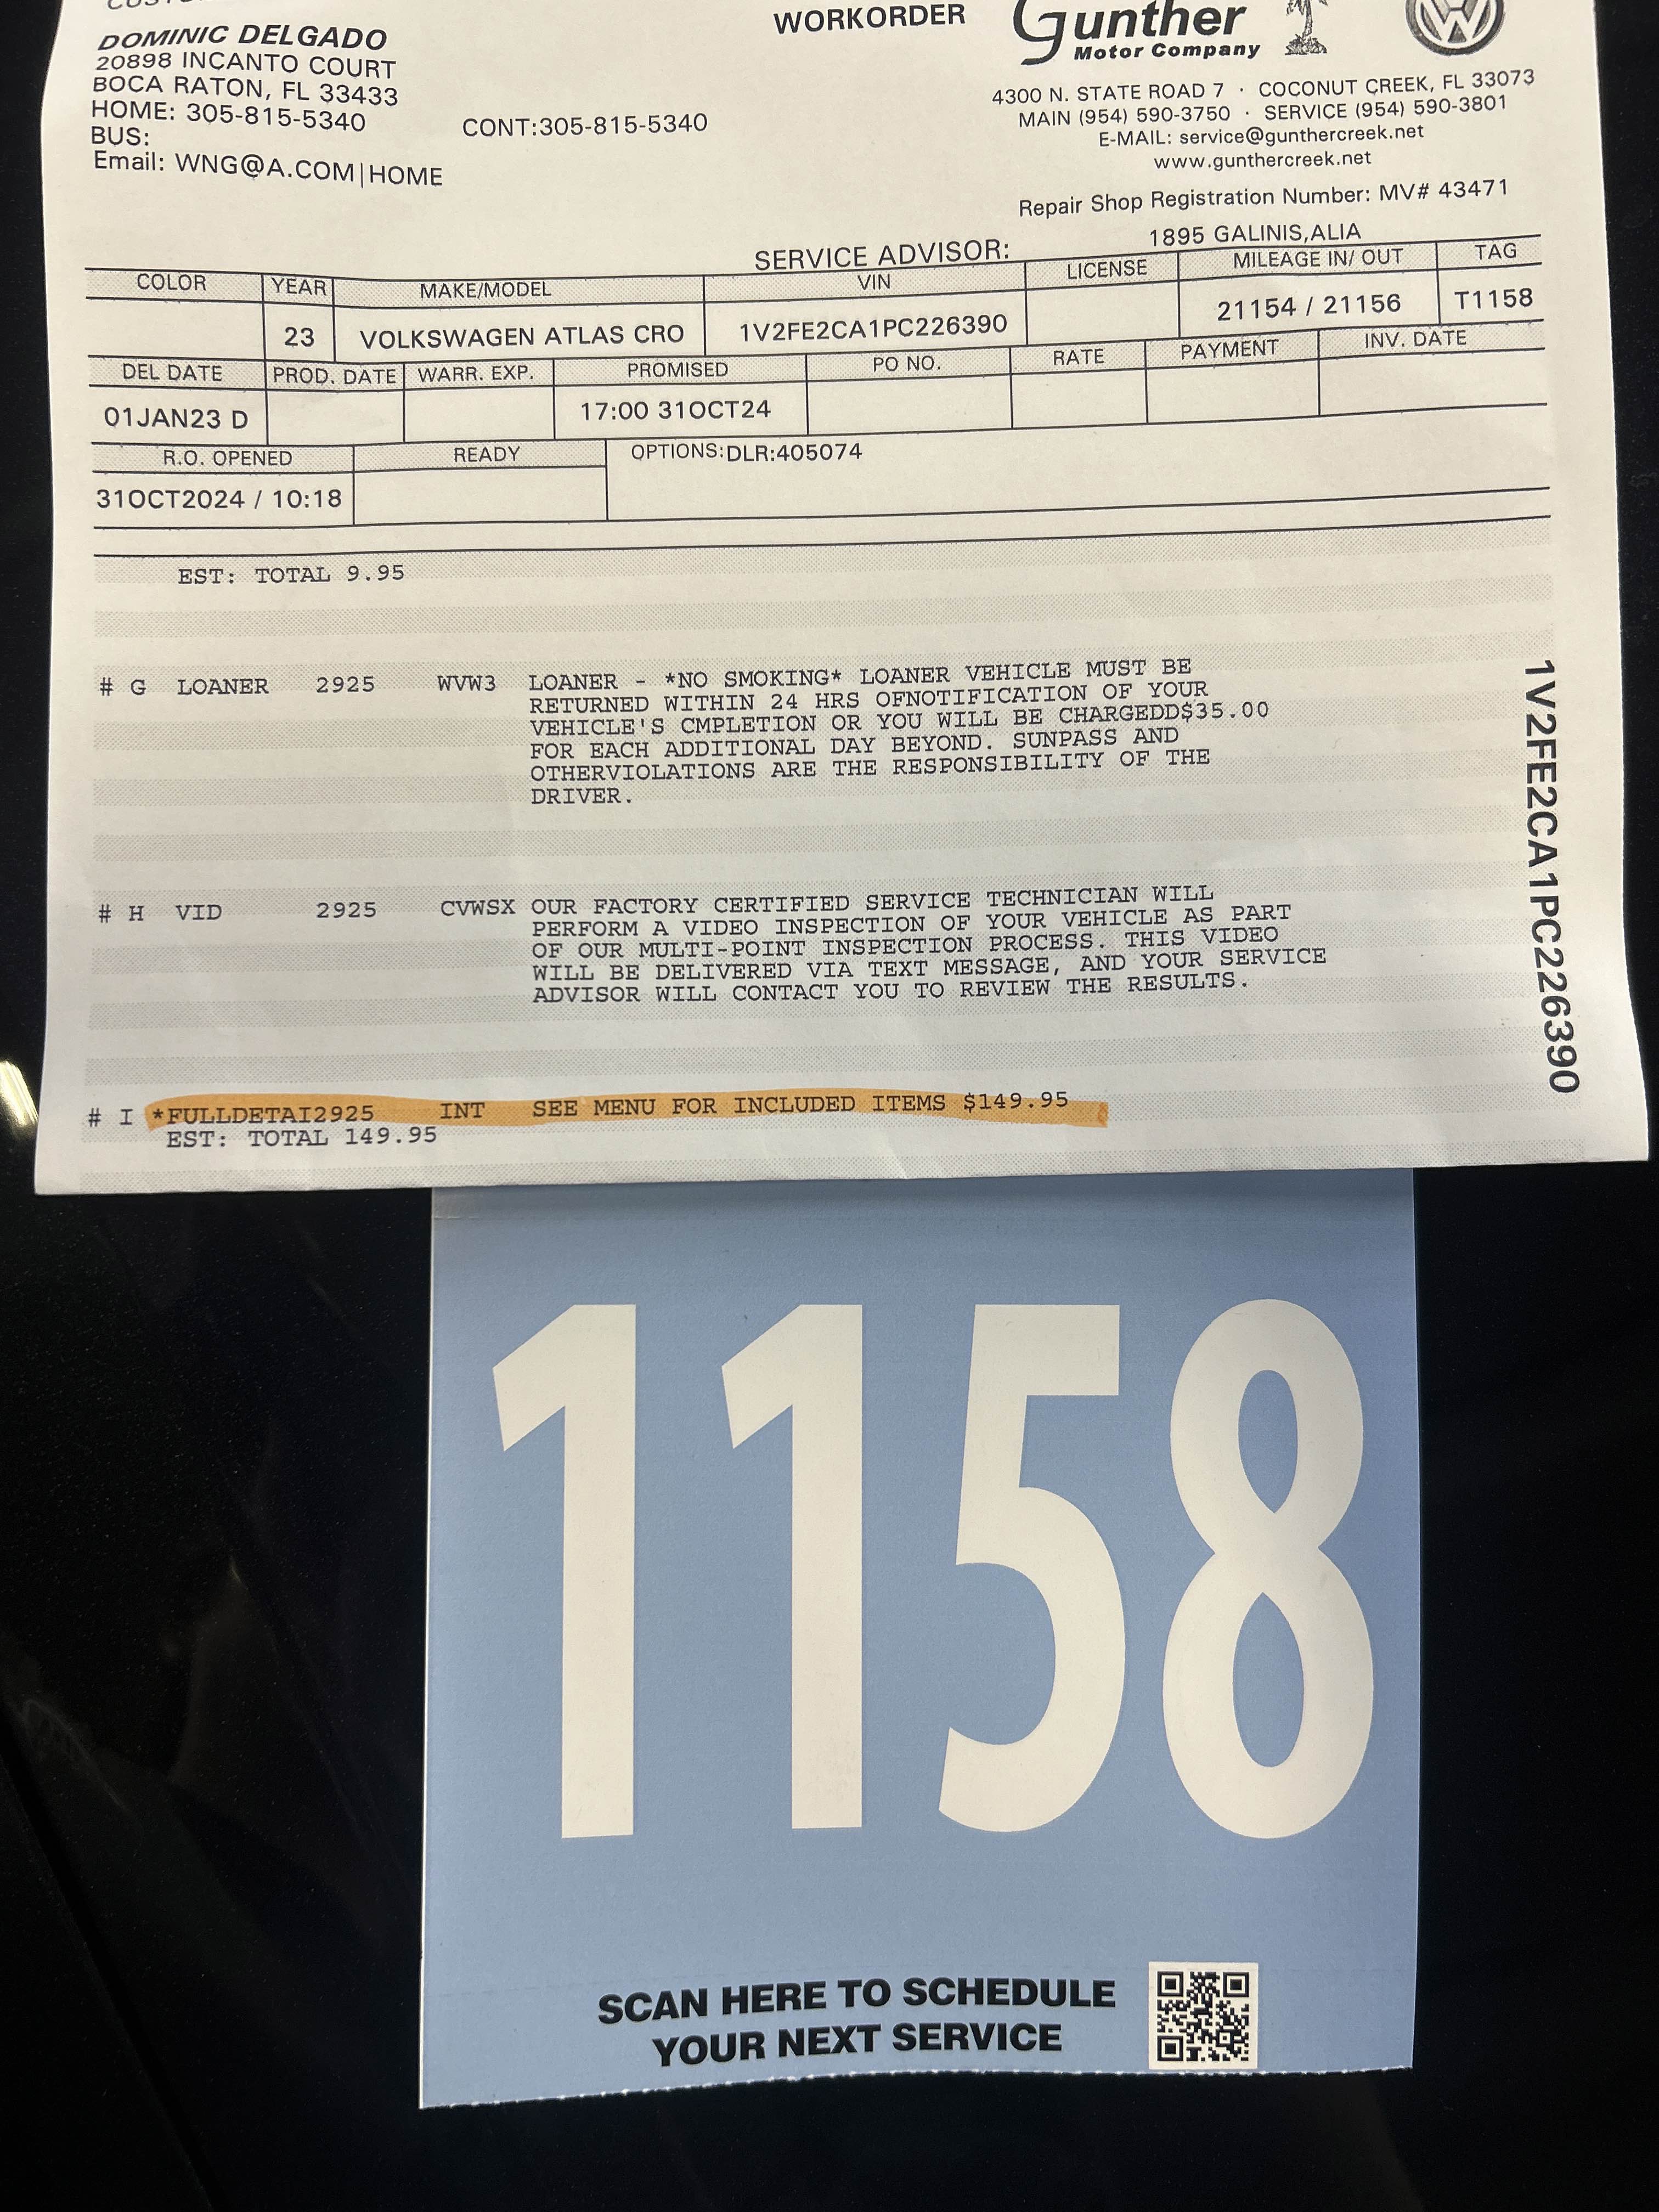 WORKORDER
Gunther
Motor Company
DOMINIC DELGADO
20898 INCANTO COURT
BOCA RATON, FL 33433
HOME: 305-815-5340
CONT:305-815-5340
BUS:
Email: WNG@A.COM|HOME
4300 N. STATE ROAD 7 · COCONUT CREEK, FL 33073
MAIN (954) 590-3750 · SERVICE (954) 590-3801
E-MAIL: service@gunthercreek.net
www.gunthercreek.net
Repair Shop Registration Number: MV# 43471
SERVICE ADVISOR: 1895 GALINIS,ALIA
COLOR YEAR MAKE/MODEL VIN LICENSE MILEAGE IN/ OUT TAG
23 VOLKSWAGEN ATLAS CRO 1V2FE2CA1PC226390 21154 / 21156 T1158
DEL DATE PROD. DATE WARR. EXP. PROMISED PO NO. RATE PAYMENT INV. DATE
01JAN23 D 17:00 31OCT24
R.O. OPENED READY OPTIONS:DLR:405074
31OCT2024 / 10:18
EST: TOTAL 9.95
# G LOANER 2925 WVW3 LOANER - *NO SMOKING* LOANER VEHICLE MUST BE
RETURNED WITHIN 24 HRS OFNOTIFICATION OF YOUR
VEHICLE'S CMPLETION OR YOU WILL BE CHARGEDD$35.00
FOR EACH ADDITIONAL DAY BEYOND. SUNPASS AND
OTHERVIOLATIONS ARE THE RESPONSIBILITY OF THE
DRIVER.
# H VID 2925 CVWSX OUR FACTORY CERTIFIED SERVICE TECHNICIAN WILL
PERFORM A VIDEO INSPECTION OF YOUR VEHICLE AS PART
OF OUR MULTI-POINT INSPECTION PROCESS. THIS VIDEO
WILL BE DELIVERED VIA TEXT MESSAGE, AND YOUR SERVICE
ADVISOR WILL CONTACT YOU TO REVIEW THE RESULTS.
# I *FULLDETAI2925 INT SEE MENU FOR INCLUDED ITEMS $149.95
EST: TOTAL 149.95
1V2FE2CA1PC226390
1158
SCAN HERE TO SCHEDULE
YOUR NEXT SERVICE